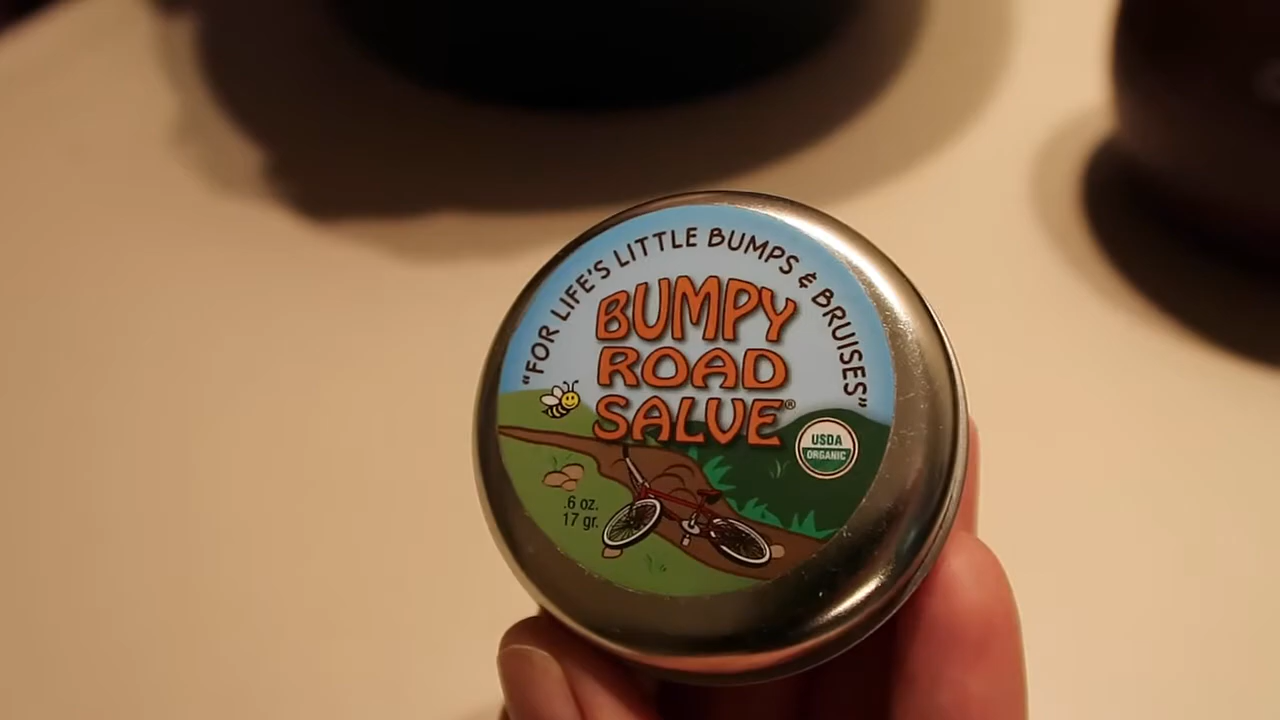 "FOR LIFE'S LITTLE BUMPS & BRUISES"
BUMPY
ROAD
SALVE®
USDA
ORGANIC
.6 oz.
17 gr.